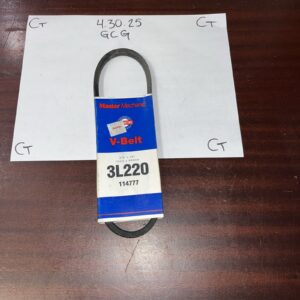 CT
4.30.25
CT
GCG
Master Mechanic
V-Belt
3L220
114777
CT
CT